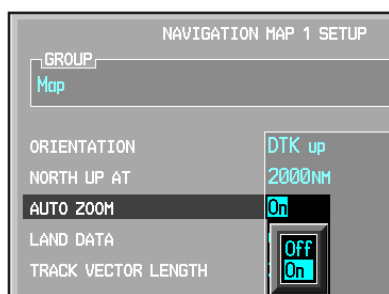 NAVIGATION MAP 1 SETUP
GROUP
Map
ORIENTATION DTK up
NORTH UP AT 2000NM
AUTO ZOOM On
LAND DATA Off
TRACK VECTOR LENGTH On